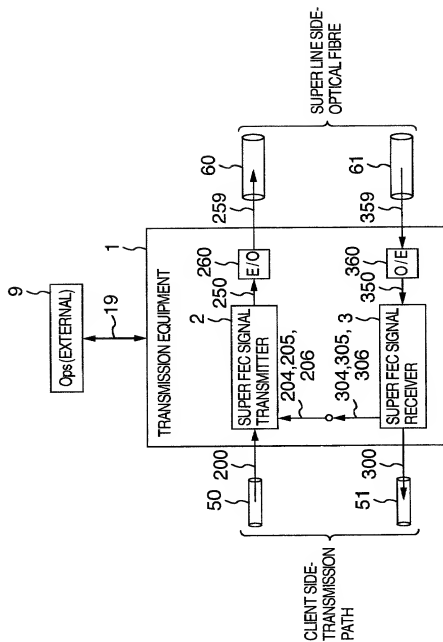 9
Ops(EXTERNAL)
19
1
TRANSMISSION EQUIPMENT
CLIENT SIDE-
TRANSMISSION
PATH
50
200
2
SUPER FEC SIGNAL
TRANSMITTER
250
260
E/O
259
60
204,205,
206
304,305,
306
51
300
3
SUPER FEC SIGNAL
RECEIVER
350
360
O/E
359
61
SUPER LINE SIDE-
OPTICAL FIBRE